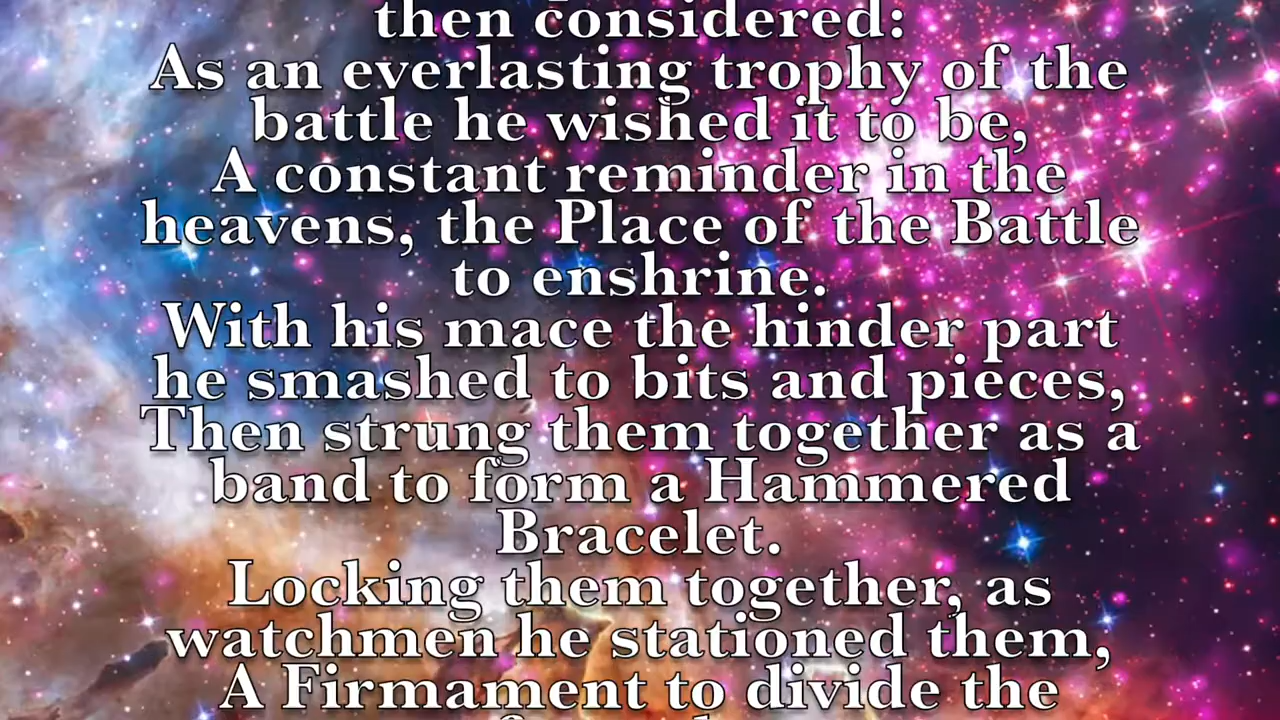 then considered:
As an everlasting trophy of the
battle he wished it to be,
A constant reminder in the
heavens, the Place of the Battle
to enshrine.
With his mace the hinder part
he smashed to bits and pieces,
Then strung them together as a
band to form a Hammered
Bracelet.
Locking them together, as
watchmen he stationed them,
A Firmament to divide the